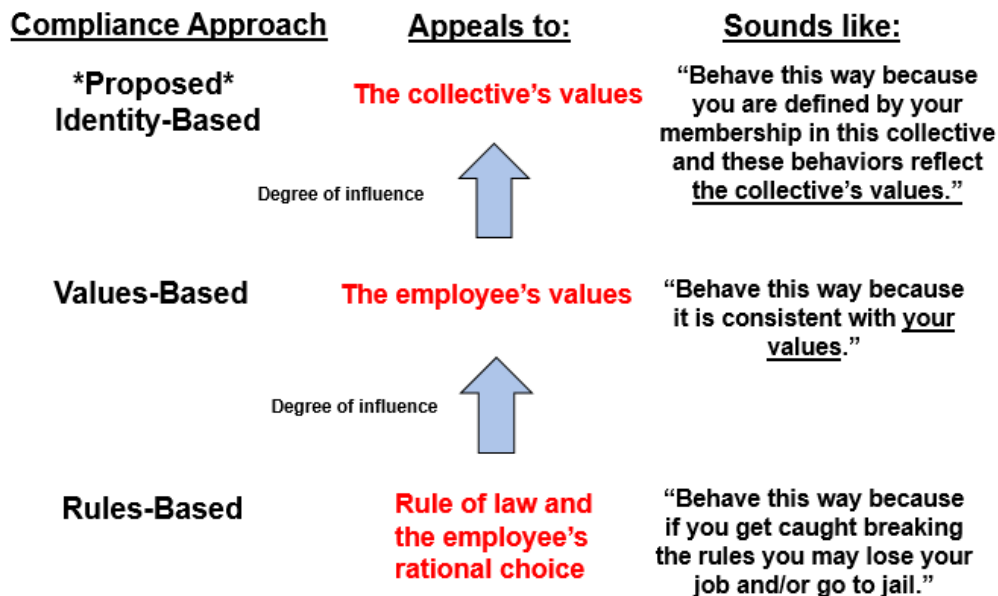 Compliance Approach
Appeals to:
Sounds like:
*Proposed*
Identity-Based
The collective's values
“Behave this way because
you are defined by your
membership in this collective
and these behaviors reflect
the collective's values.”
Degree of influence
Values-Based
The employee's values
“Behave this way because
it is consistent with your
values.”
Degree of influence
Rules-Based
Rule of law and
the employee's
rational choice
“Behave this way because
if you get caught breaking
the rules you may lose your
job and/or go to jail.”